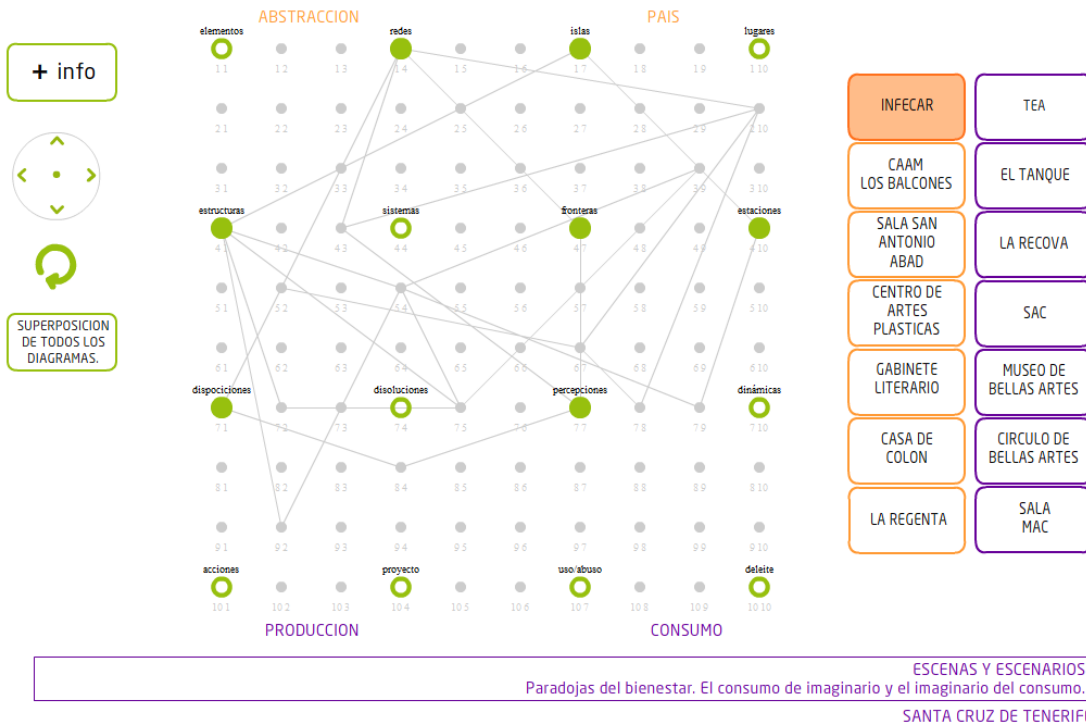 ABSTRACCION PAIS
elementos redes islas lugares
+ info
1 1 1 2 1 3 1 4 1 5 1 6 1 7 1 8 1 9 1 10
2 1 2 2 2 3 2 4 2 5 2 6 2 7 2 8 2 9 2 10
3 1 3 2 3 3 3 4 3 5 3 6 3 7 3 8 3 9 3 10
estructuras sistemas fronteras estaciones
4 1 4 2 4 3 4 4 4 5 4 6 4 7 4 8 4 9 4 10
5 1 5 2 5 3 5 4 5 5 5 6 5 7 5 8 5 9 5 10
SUPERPOSICION
DE TODOS LOS
DIAGRAMAS.
6 1 6 2 6 3 6 4 6 5 6 6 6 7 6 8 6 9 6 10
disposiciones disoluciones percepciones dinámicas
7 1 7 2 7 3 7 4 7 5 7 6 7 7 7 8 7 9 7 10
8 1 8 2 8 3 8 4 8 5 8 6 8 7 8 8 8 9 8 10
9 1 9 2 9 3 9 4 9 5 9 6 9 7 9 8 9 9 9 10
acciones proyecto uso/abuso deleite
10 1 10 2 10 3 10 4 10 5 10 6 10 7 10 8 10 9 10 10
PRODUCCION CONSUMO
INFECAR
CAAM
LOS BALCONES
SALA SAN
ANTONIO
ABAD
CENTRO DE
ARTES
PLASTICAS
GABINETE
LITERARIO
CASA DE
COLON
LA REGENTA
TEA
EL TANQUE
LA RECOVA
SAC
MUSEO DE
BELLAS ARTES
CIRCULO DE
BELLAS ARTES
SALA
MAC
ESCENAS Y ESCENARIOS
Paradojas del bienestar. El consumo de imaginario y el imaginario del consumo.
SANTA CRUZ DE TENERIFE